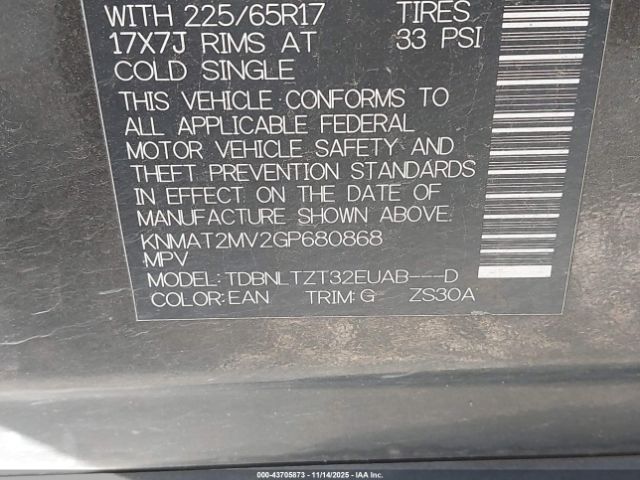 WITH 225/65R17 TIRES
17X7J RIMS AT 33 PSI
COLD SINGLE
THIS VEHICLE CONFORMS TO
ALL APPLICABLE FEDERAL
MOTOR VEHICLE SAFETY AND
THEFT PREVENTION STANDARDS
IN EFFECT ON THE DATE OF
MANUFACTURE SHOWN ABOVE.
KNMAT2MV2GP680868
MPV
MODEL: TDBNLTZT32EUAB---D
COLOR:EAN TRIM:G ZS30A
000-43705873 - 11/14/2025 - IAA Corp.